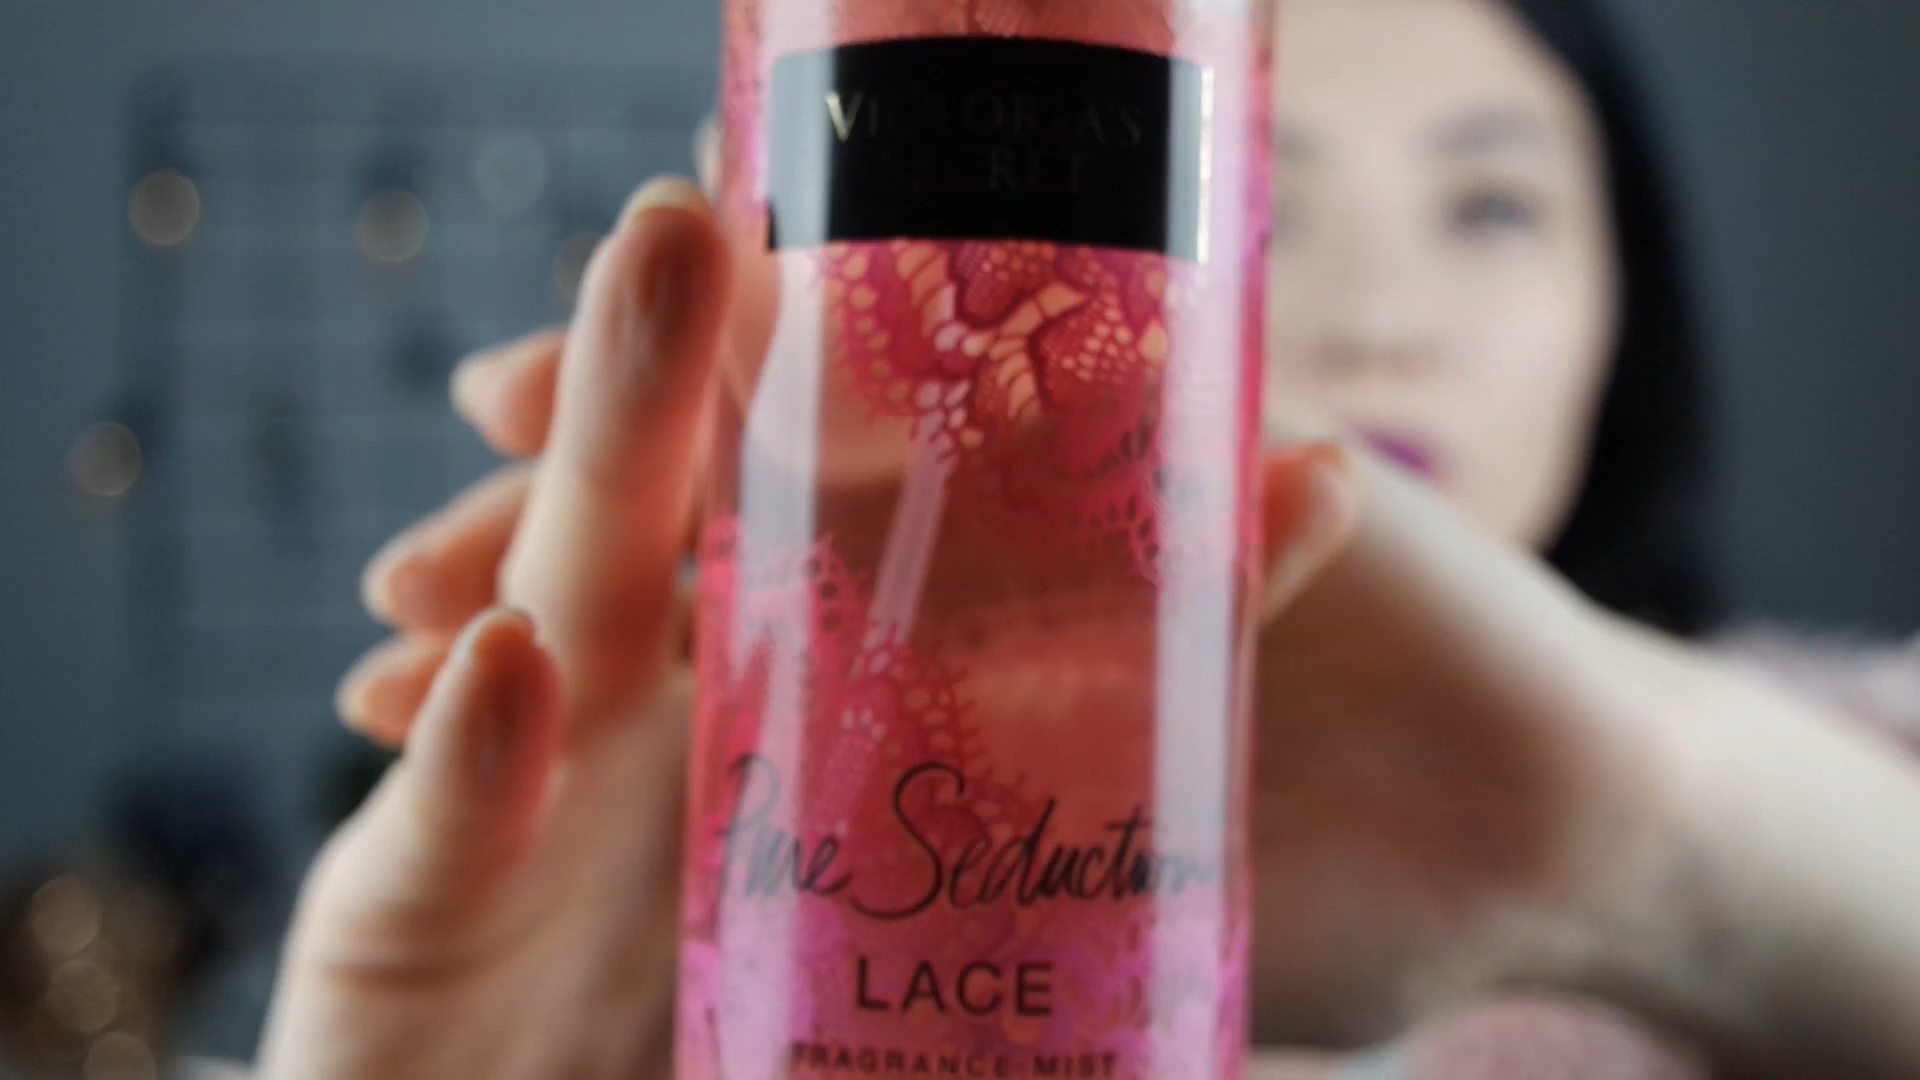 VICTORIA'S
SECRET
Pure Seduction
LACE
FRAGRANCE MIST